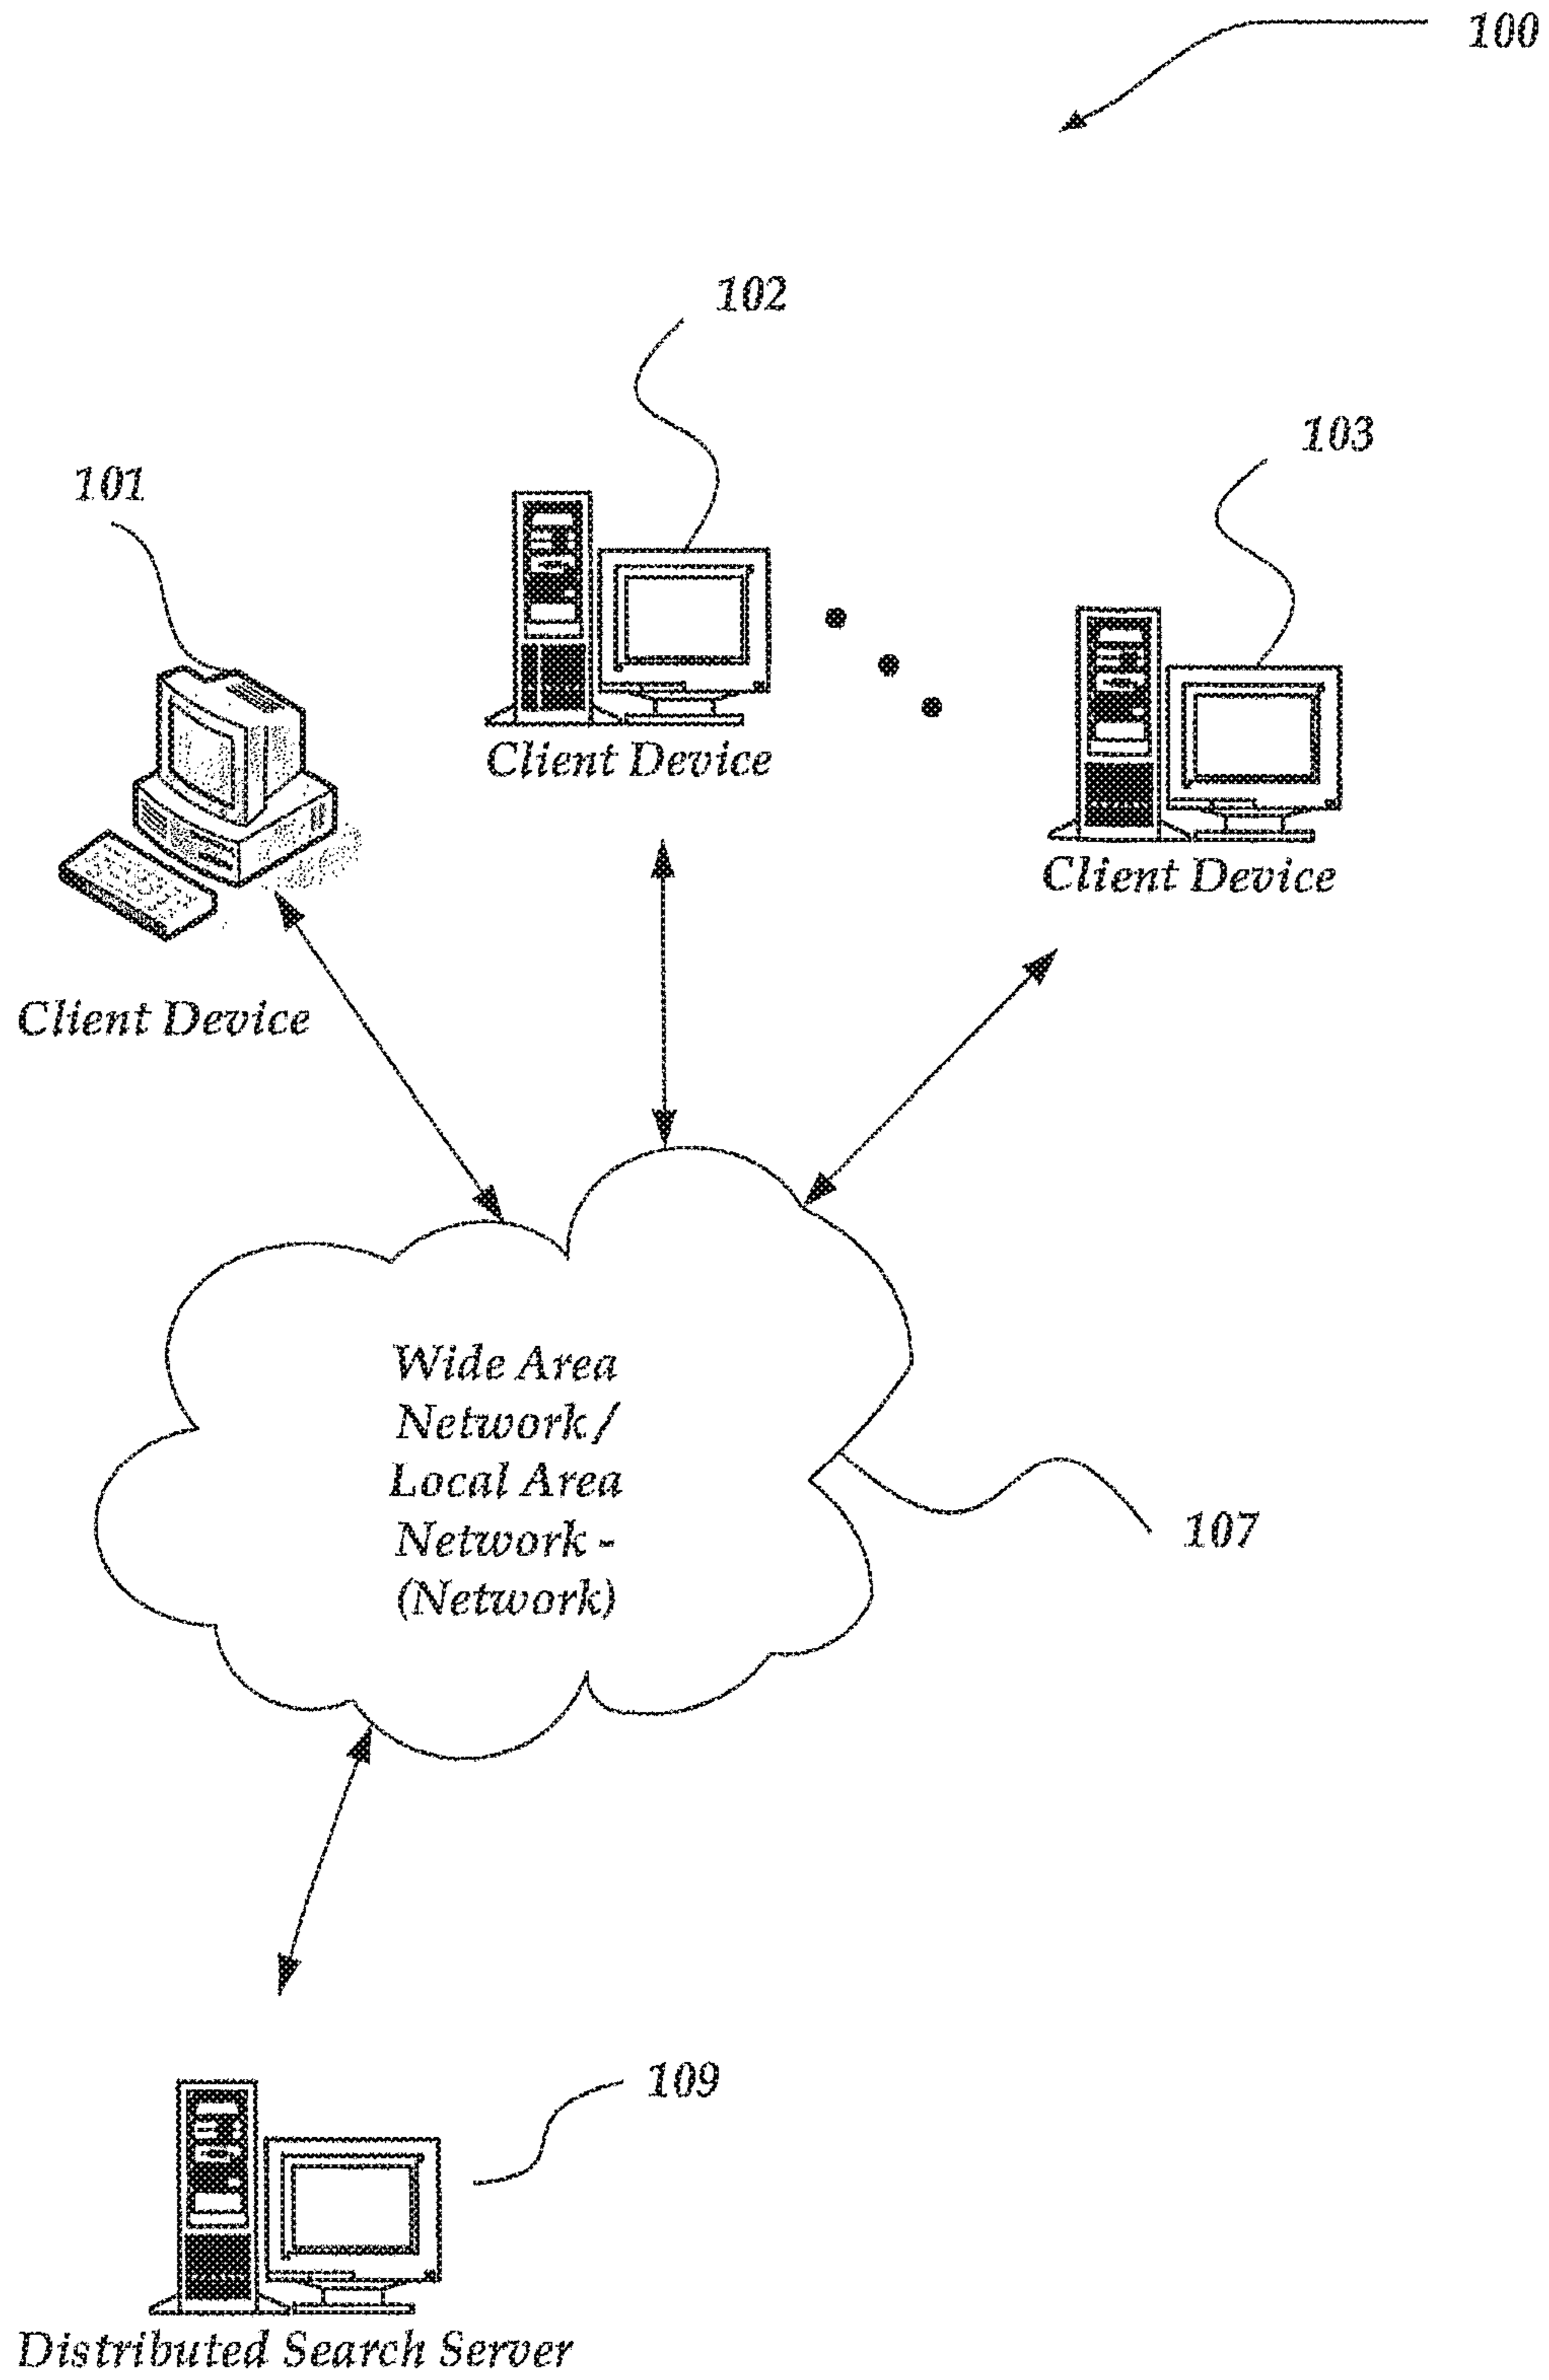 100
102
103
101
Client Device
Client Device
Client Device
Wide Area
Network /
Local Area
Network -
(Network)
107
109
Distributed Search Server